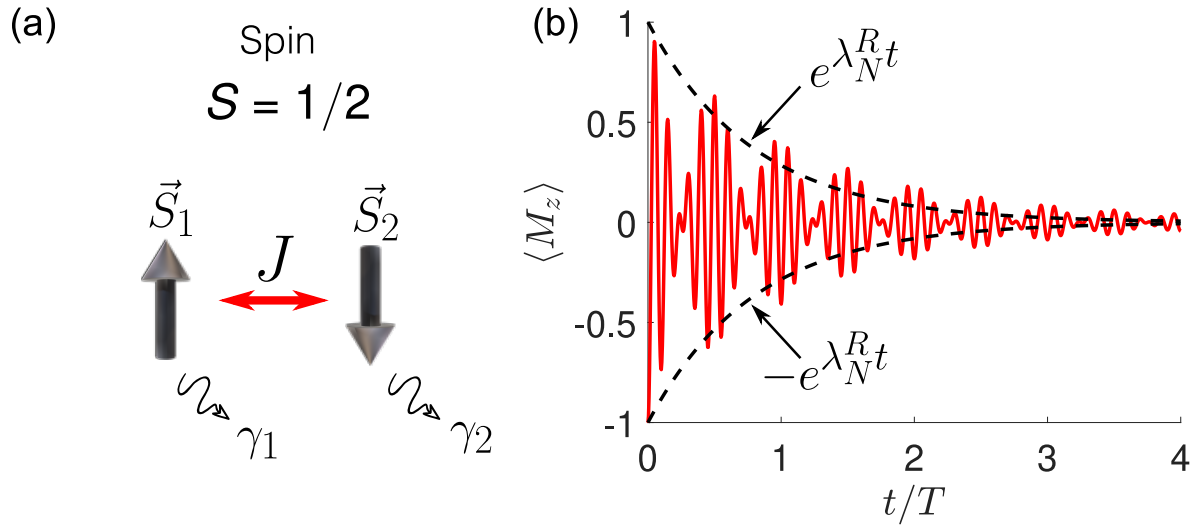 (a)
Spin
S = 1/2
S⃗₁
S⃗₂
J
γ₁
γ₂
(b)
1
0.5
0
-0.5
-1
⟨M_z⟩
e^{λ_N^R t}
−e^{λ_N^R t}
0 1 2 3 4
t/T